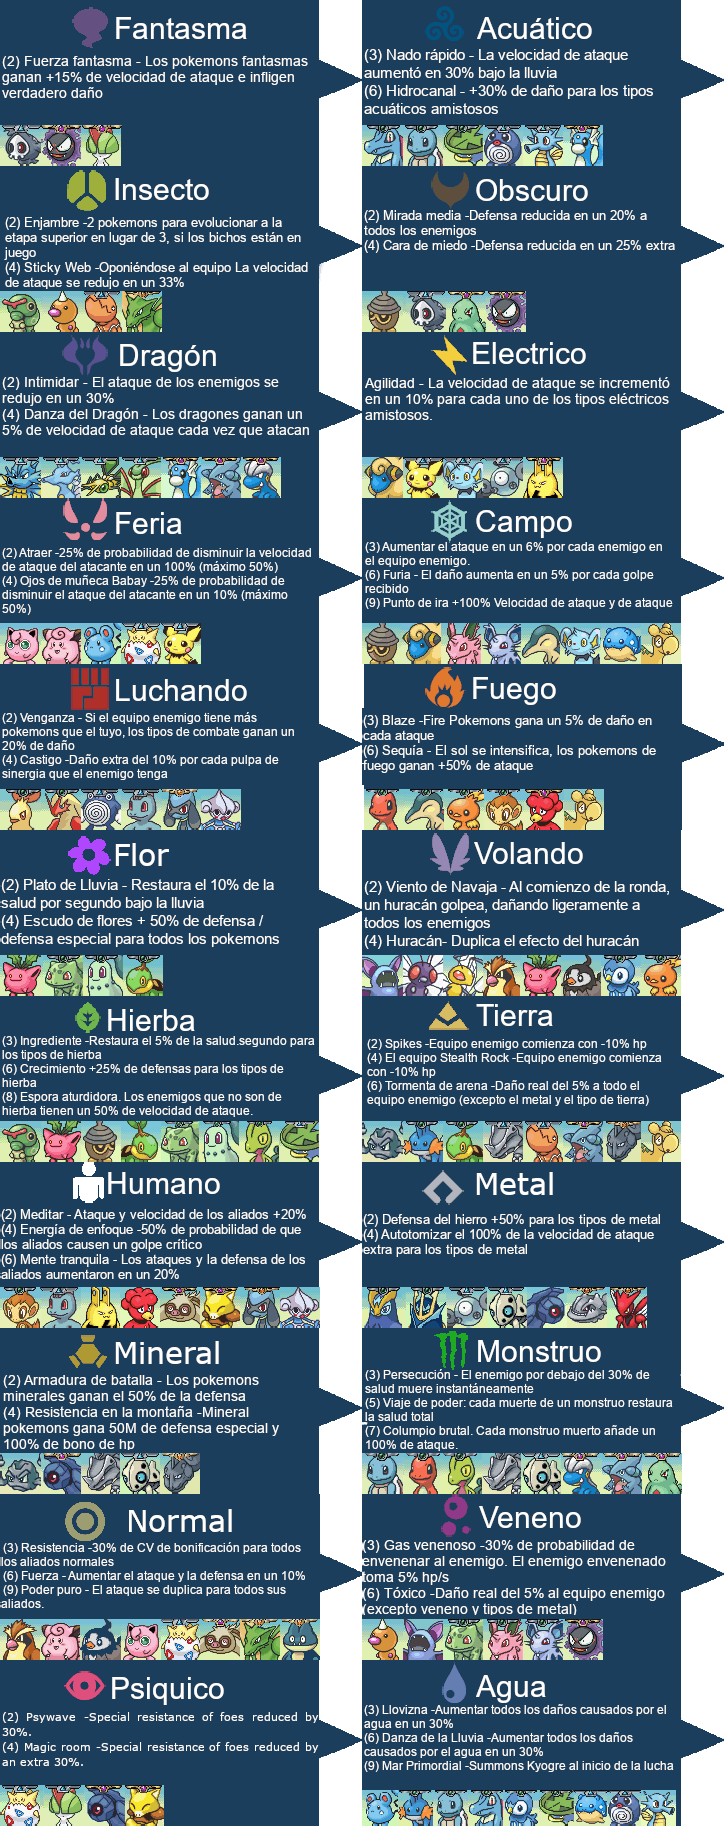 Fantasma
(2) Fuerza fantasma - Los pokemons fantasmas
ganan +15% de velocidad de ataque e infligen
verdadero daño
Acuático
(3) Nado rápido - La velocidad de ataque
aumentó en 30% bajo la lluvia
(6) Hidrocanal - +30% de daño para los tipos
acuáticos amistosos
Insecto
(2) Enjambre -2 pokemons para evolucionar a la
etapa superior en lugar de 3, si los bichos están en
juego
(4) Sticky Web -Oponiéndose al equipo La velocidad
de ataque se redujo en un 33%
Obscuro
(2) Mirada media -Defensa reducida en un 20% a
todos los enemigos
(4) Cara de miedo -Defensa reducida en un 25% extra
Dragón
(2) Intimidar - El ataque de los enemigos se
redujo en un 30%
(4) Danza del Dragón - Los dragones ganan un
5% de velocidad de ataque cada vez que atacan
Electrico
Agilidad - La velocidad de ataque se incrementó
en un 10% para cada uno de los tipos eléctricos
amistosos.
Feria
(2) Atraer -25% de probabilidad de disminuir la velocidad
de ataque del atacante en un 100% (máximo 50%)
(4) Ojos de muñeca Babay -25% de probabilidad de
disminuir el ataque del atacante en un 10% (máximo
50%)
Campo
(3) Aumentar el ataque en un 6% por cada enemigo en
el equipo enemigo.
(6) Furia - El daño aumenta en un 5% por cada golpe
recibido
(9) Punto de ira +100% Velocidad de ataque y de ataque
Luchando
(2) Venganza - Si el equipo enemigo tiene más
pokemons que el tuyo, los tipos de combate ganan un
20% de daño
(4) Castigo -Daño extra del 10% por cada pulpa de
sinergia que el enemigo tenga
Fuego
(3) Blaze -Fire Pokemons gana un 5% de daño en
cada ataque
(6) Sequía - El sol se intensifica, los pokemons de
fuego ganan +50% de ataque
Flor
(2) Plato de Lluvia - Restaura el 10% de la
salud por segundo bajo la lluvia
(4) Escudo de flores + 50% de defensa /
defensa especial para todos los pokemons
Volando
(2) Viento de Navaja - Al comienzo de la ronda,
un huracán golpea, dañando ligeramente a
todos los enemigos
(4) Huracán- Duplica el efecto del huracán
Hierba
(3) Ingrediente -Restaura el 5% de la salud.segundo para
los tipos de hierba
(6) Crecimiento +25% de defensas para los tipos de
hierba
(8) Espora aturdidora. Los enemigos que no son de
hierba tienen un 50% de velocidad de ataque.
Tierra
(2) Spikes -Equipo enemigo comienza con -10% hp
(4) El equipo Stealth Rock -Equipo enemigo comienza
con -10% hp
(6) Tormenta de arena -Daño real del 5% a todo el
equipo enemigo (excepto el metal y el tipo de tierra)
Humano
(2) Meditar - Ataque y velocidad de los aliados +20%
(4) Energía de enfoque -50% de probabilidad de que
los aliados causen un golpe crítico
(6) Mente tranquila - Los ataques y la defensa de los
aliados aumentaron en un 20%
Metal
(2) Defensa del hierro +50% para los tipos de metal
(4) Autotomizar el 100% de la velocidad de ataque
extra para los tipos de metal
Mineral
(2) Armadura de batalla - Los pokemons
minerales ganan el 50% de la defensa
(4) Resistencia en la montaña -Mineral
pokemons gana 50M de defensa especial y
100% de bono de hp
Monstruo
(3) Persecución - El enemigo por debajo del 30% de
salud muere instantáneamente
(5) Viaje de poder: cada muerte de un monstruo restaura
la salud total
(7) Columpio brutal. Cada monstruo muerto añade un
100% de ataque.
Normal
(3) Resistencia -30% de CV de bonificación para todos
los aliados normales
(6) Fuerza - Aumentar el ataque y la defensa en un 10%
(9) Poder puro - El ataque se duplica para todos sus
aliados.
Veneno
(3) Gas venenoso -30% de probabilidad de
envenenar al enemigo. El enemigo envenenado
toma 5% hp/s
(6) Tóxico -Daño real del 5% al equipo enemigo
(excepto veneno y tipos de metal)
Psiquico
(2) Psywave -Special resistance of foes reduced by
30%.
(4) Magic room -Special resistance of foes reduced by
an extra 30%.
Agua
(3) Llovizna -Aumentar todos los daños causados por el
agua en un 30%
(6) Danza de la Lluvia -Aumentar todos los daños
causados por el agua en un 30%
(9) Mar Primordial -Summons Kyogre al inicio de la lucha